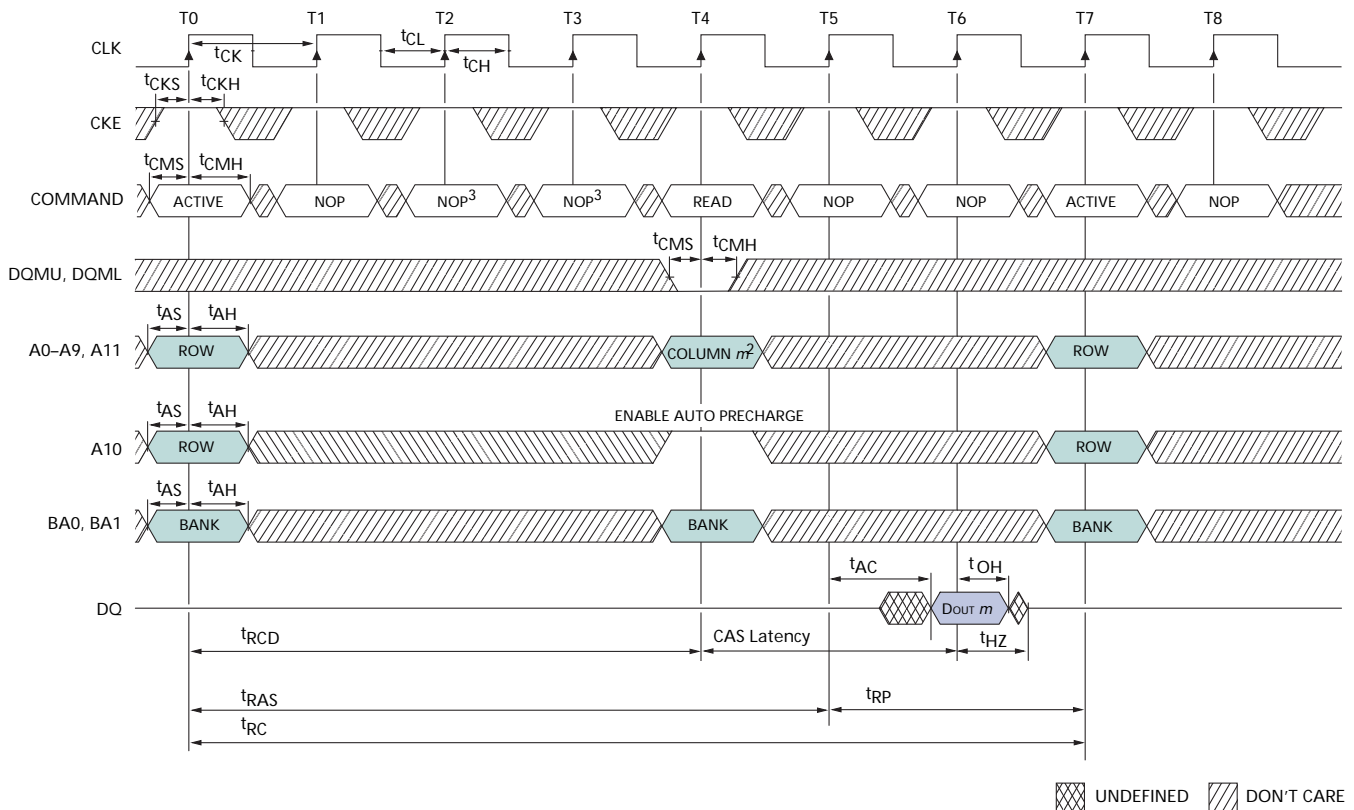 T0 T1 T2 T3 T4 T5 T6 T7 T8
CLK
tCK tCL tCH
tCKS tCKH
CKE
tCMS tCMH
COMMAND ACTIVE NOP NOP3 NOP3 READ NOP NOP ACTIVE NOP
tCMS tCMH
DQMU, DQML
tAS tAH
A0–A9, A11 ROW COLUMN m2 ROW
ENABLE AUTO PRECHARGE
tAS tAH
A10 ROW ROW
tAS tAH
BA0, BA1 BANK BANK BANK
tAC tOH
DQ DOUT m
tRCD CAS Latency tHZ
tRAS tRP
tRC
UNDEFINED DON'T CARE